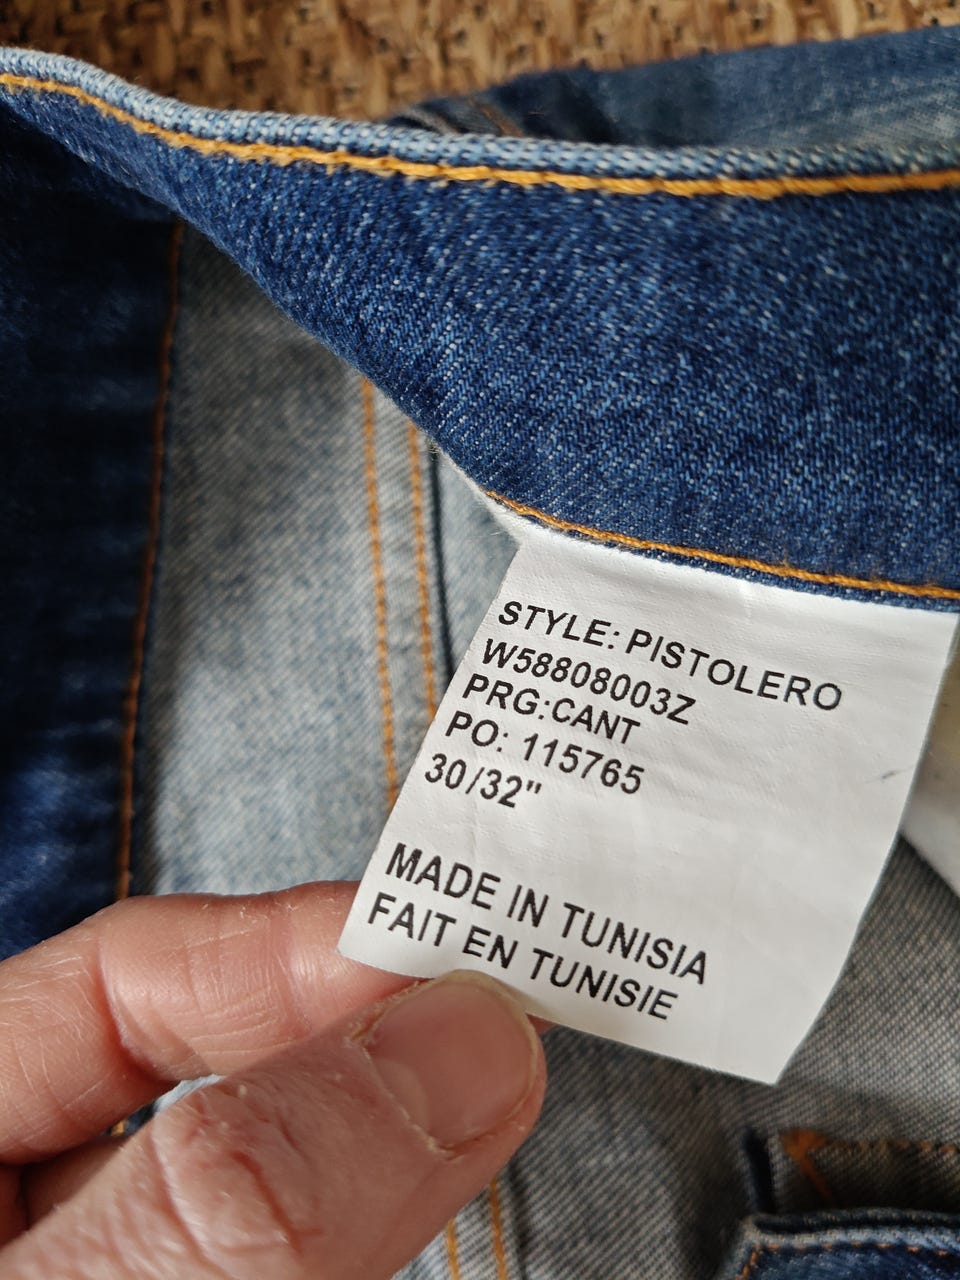 STYLE: PISTOLERO
W58808003Z
PRG:CANT
PO: 115765
30/32"
MADE IN TUNISIA
FAIT EN TUNISIE